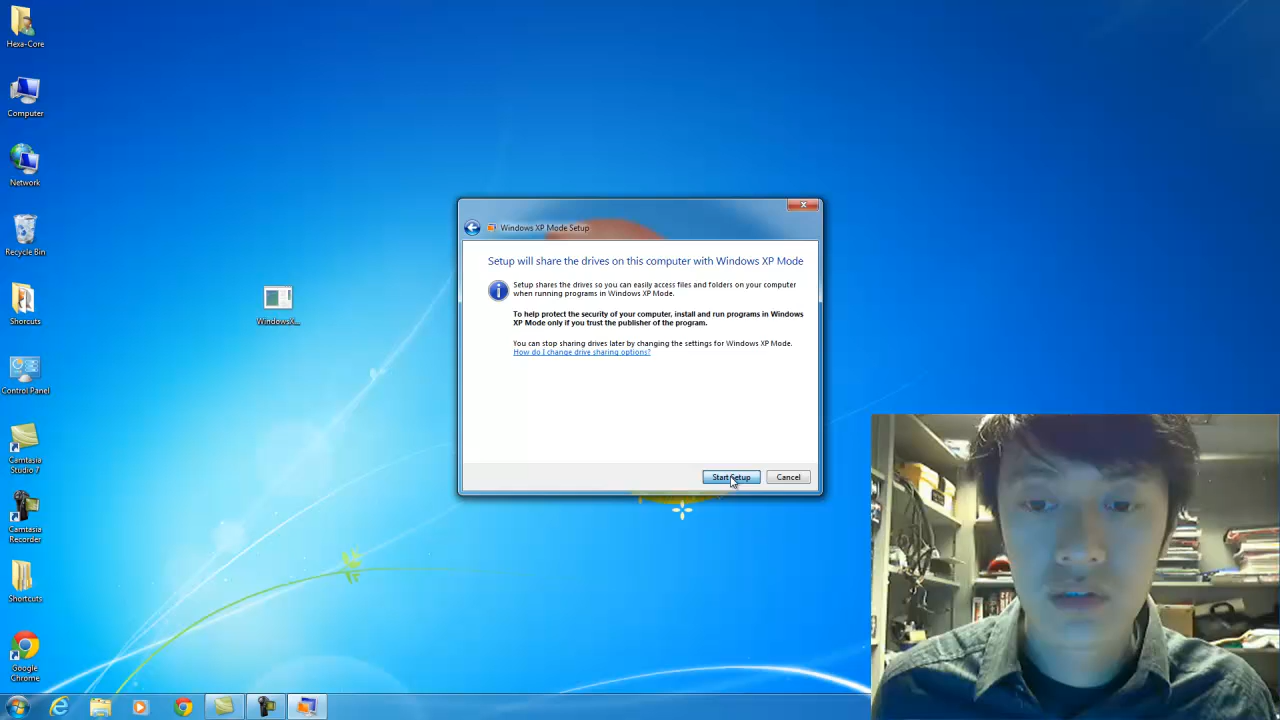 Hexa-Core
Computer
Network
Recycle Bin
Shorcuts
Control Panel
Camtasia
Studio 7
Camtasia
Recorder
Shortcuts
Google
Chrome
WindowsX...
Windows XP Mode Setup
Setup will share the drives on this computer with Windows XP Mode
Setup shares the drives so you can easily access files and folders on your computer
when running programs in Windows XP Mode.
To help protect the security of your computer, install and run programs in Windows
XP Mode only if you trust the publisher of the program.
You can stop sharing drives later by changing the settings for Windows XP Mode.
How do I change drive sharing options?
Start Setup
Cancel